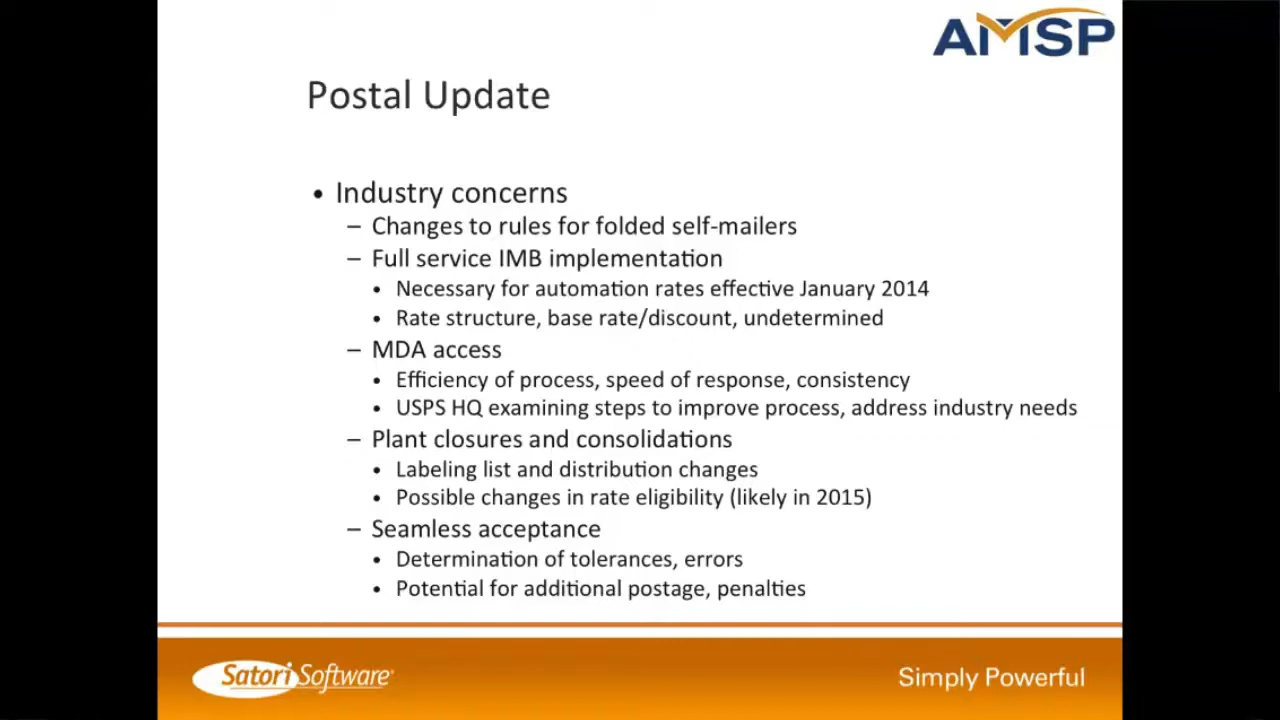 AMSP
Postal Update
• Industry concerns
– Changes to rules for folded self-mailers
– Full service IMB implementation
• Necessary for automation rates effective January 2014
• Rate structure, base rate/discount, undetermined
– MDA access
• Efficiency of process, speed of response, consistency
• USPS HQ examining steps to improve process, address industry needs
– Plant closures and consolidations
• Labeling list and distribution changes
• Possible changes in rate eligibility (likely in 2015)
– Seamless acceptance
• Determination of tolerances, errors
• Potential for additional postage, penalties
Satori Software®
Simply Powerful